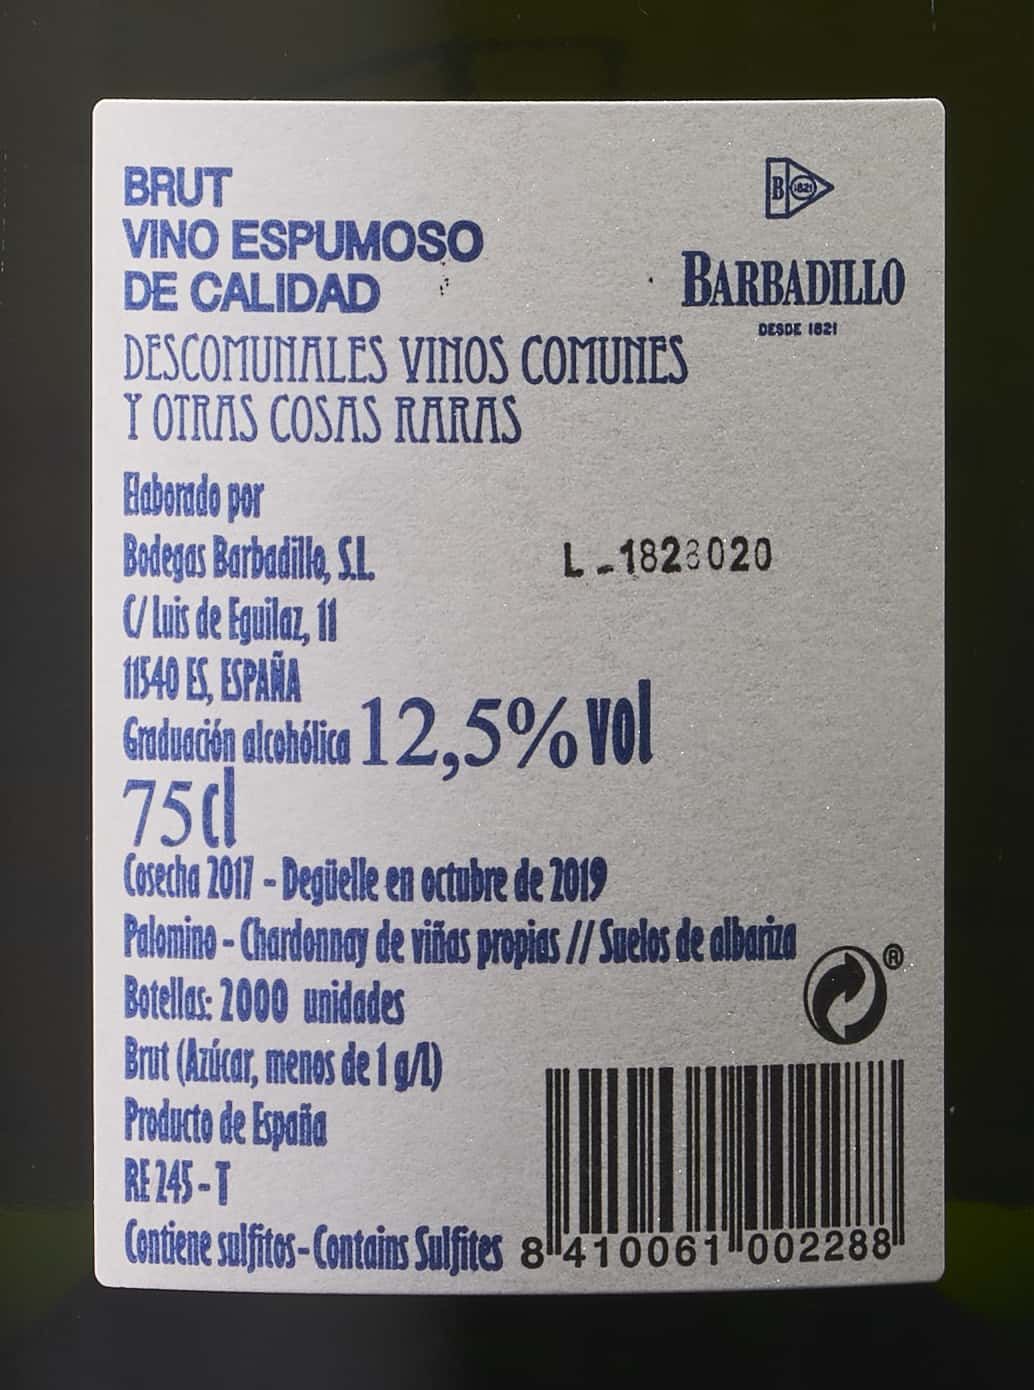 BRUT
VINO ESPUMOSO
DE CALIDAD
B 1821
BARBADILLO
DESDE 1821
DESCOMUNALES VINOS COMUNES
Y OTRAS COSAS RARAS
Elaborado por
Bodegas Barbadillo, S.L.
L-1823020
C/ Luis de Eguilaz, 11
11540 ES, ESPAÑA
Graduación alcohólica 12,5% vol
75 cl
Cosecha 2017 - Degüelle en octubre de 2019
Palomino - Chardonnay de viñas propias // Suelos de albariza
®
Botellas: 2000 unidades
Brut (Azúcar, menos de 1 g/l)
Producto de España
RE 245 - T
Contiene sulfitos - Contains Sulfites
8 410061 002288